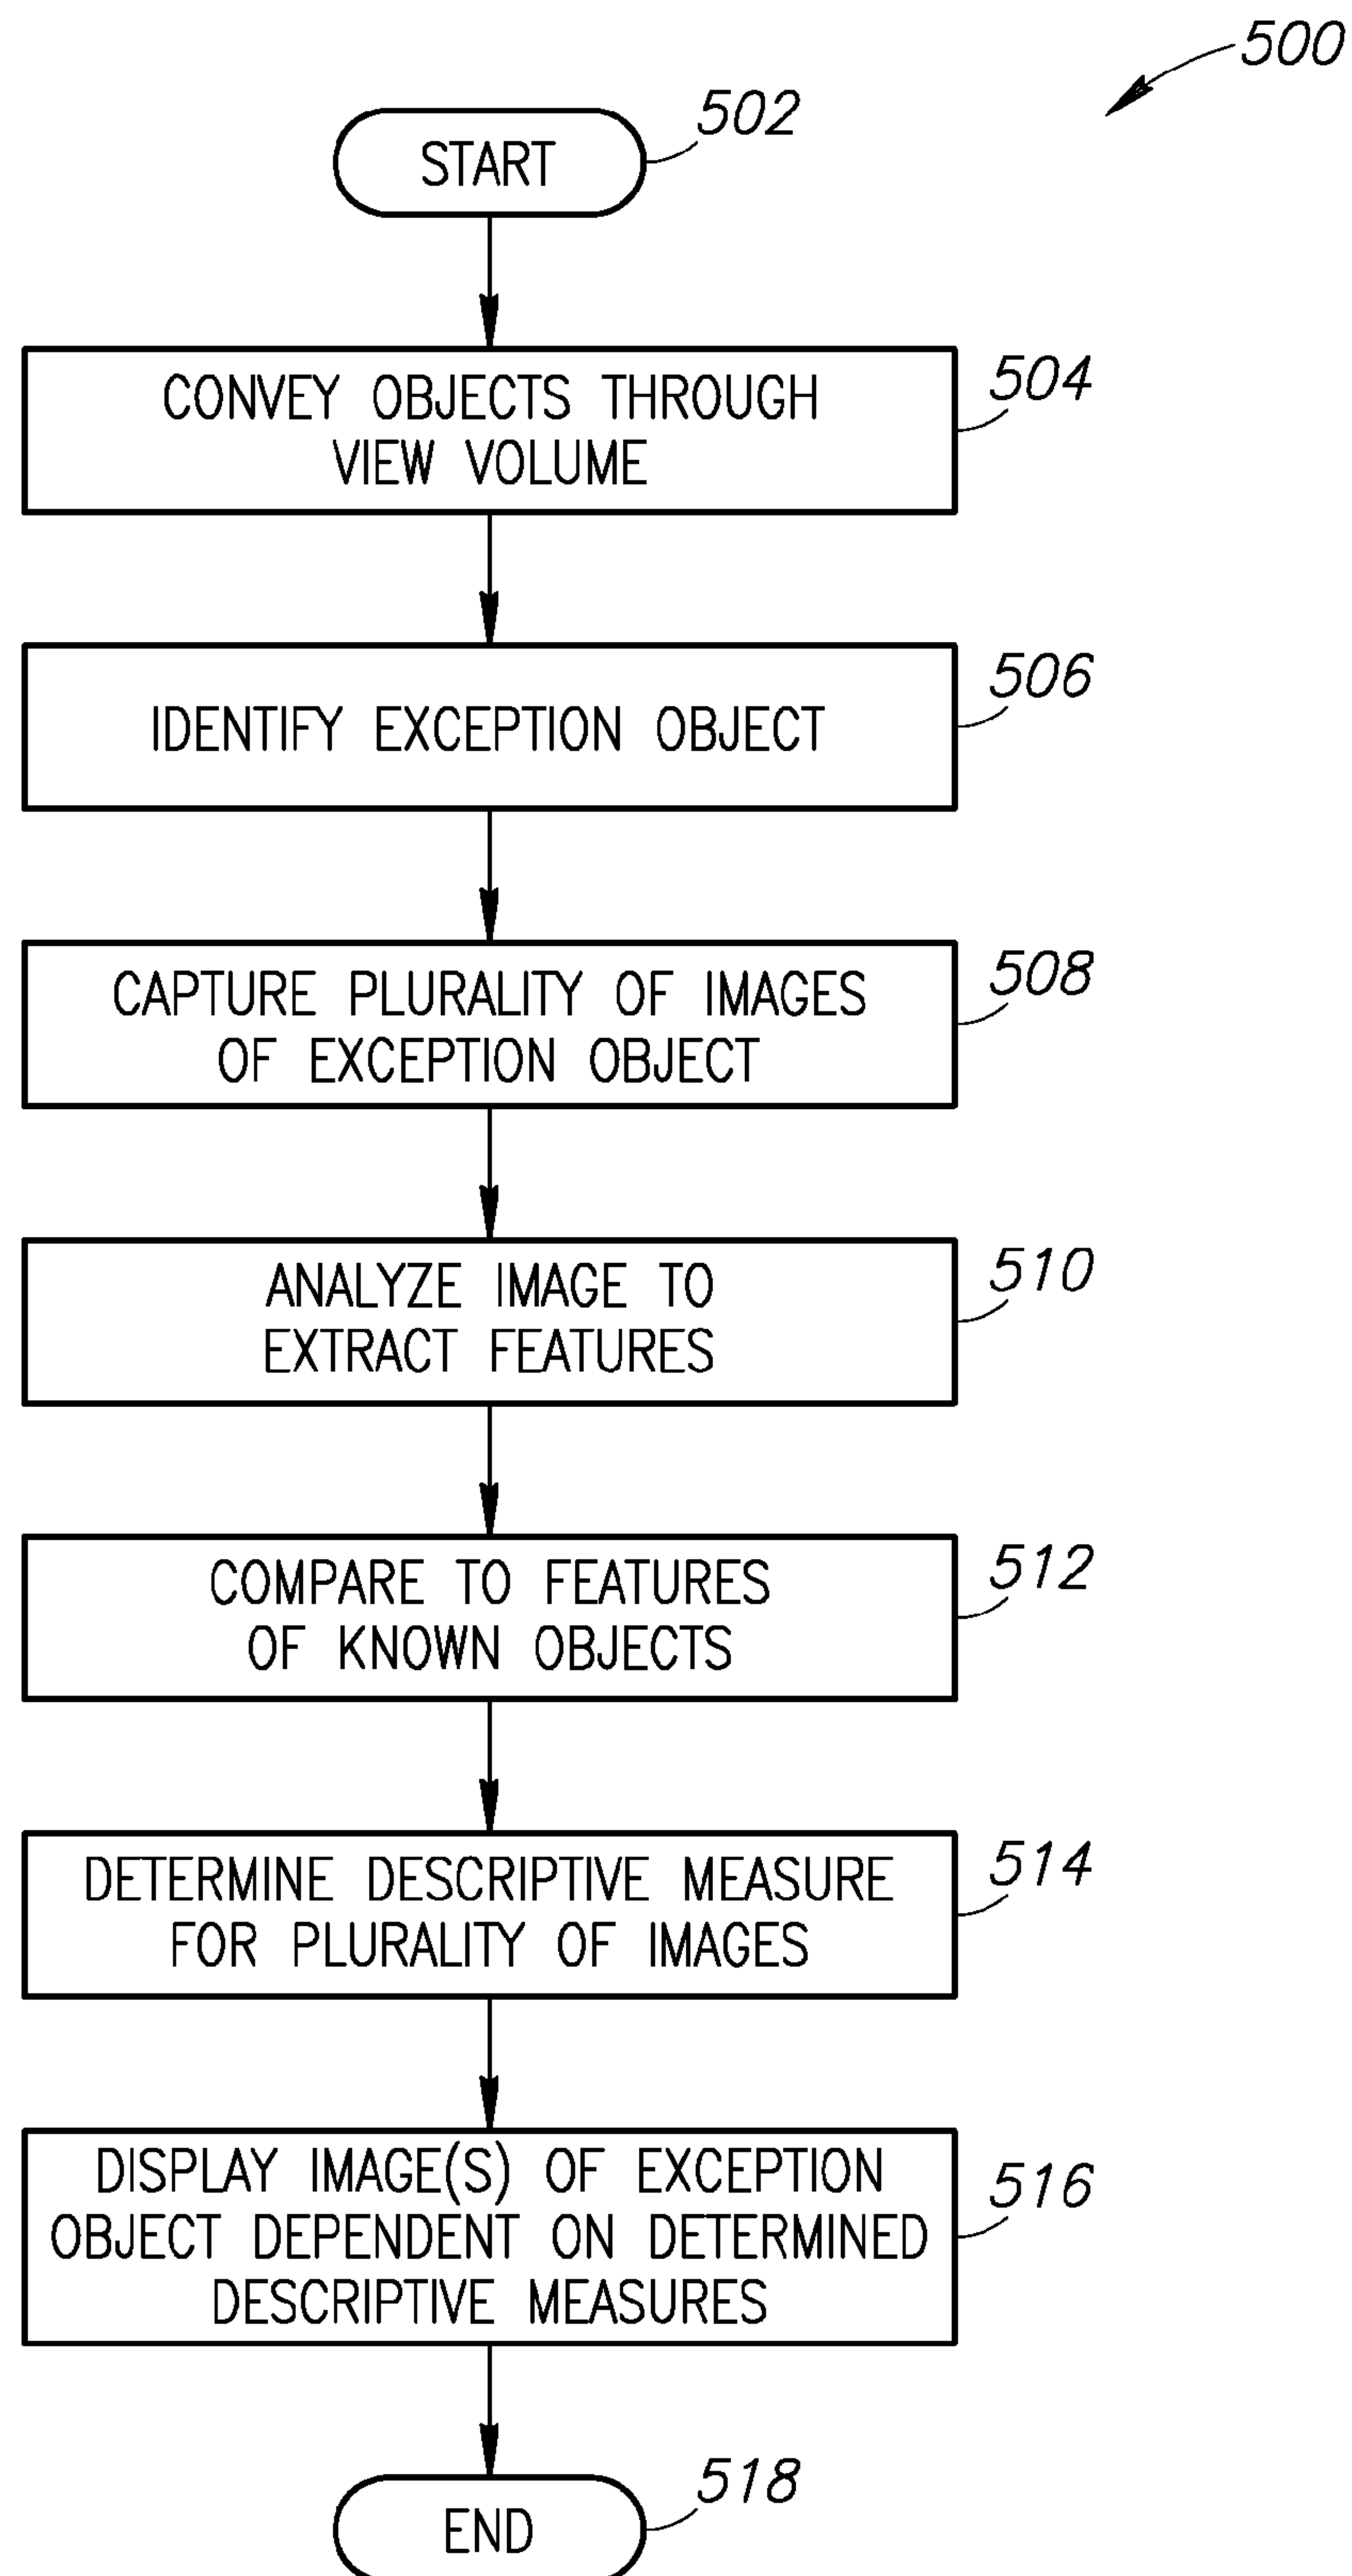 500
502
START
504
CONVEY OBJECTS THROUGH
VIEW VOLUME
506
IDENTIFY EXCEPTION OBJECT
508
CAPTURE PLURALITY OF IMAGES
OF EXCEPTION OBJECT
510
ANALYZE IMAGE TO
EXTRACT FEATURES
512
COMPARE TO FEATURES
OF KNOWN OBJECTS
514
DETERMINE DESCRIPTIVE MEASURE
FOR PLURALITY OF IMAGES
516
DISPLAY IMAGE(S) OF EXCEPTION
OBJECT DEPENDENT ON DETERMINED
DESCRIPTIVE MEASURES
518
END